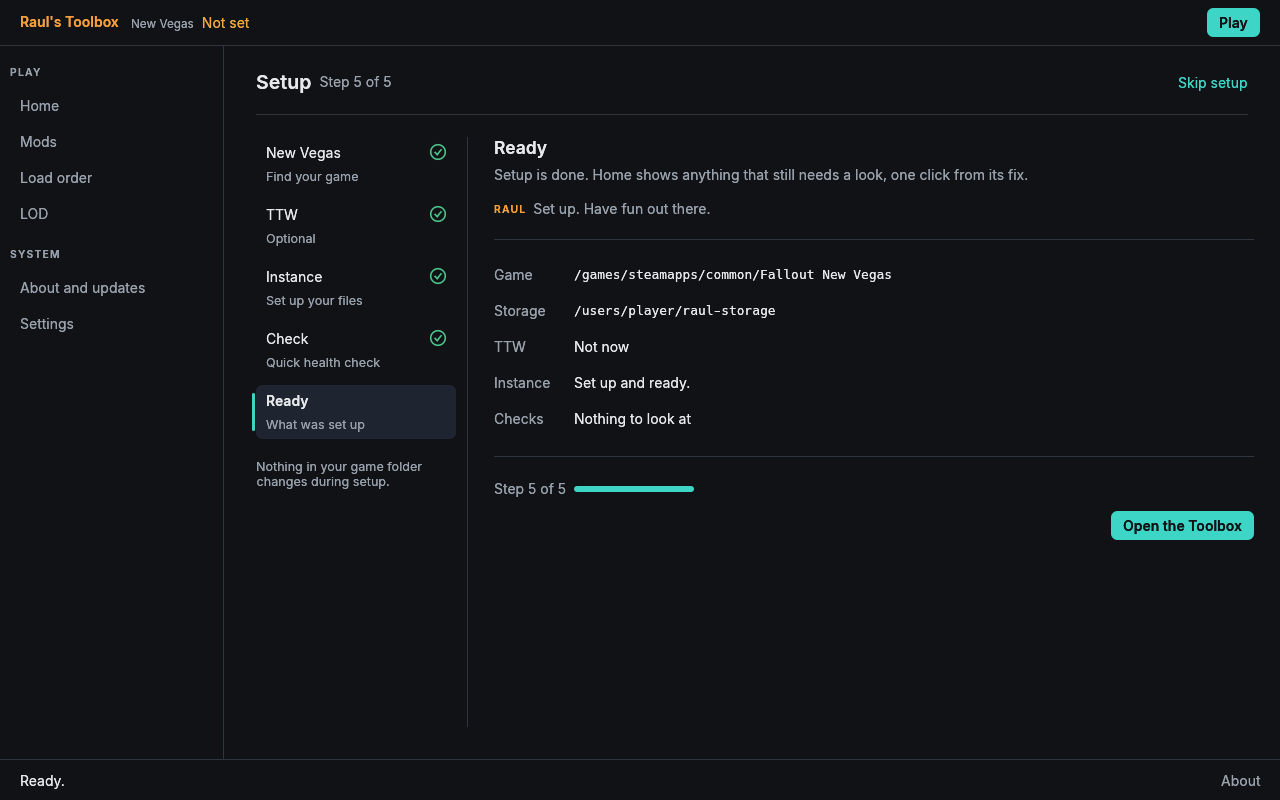 Raul's Toolbox New Vegas Not set Play
PLAY
Home
Mods
Load order
LOD
SYSTEM
About and updates
Settings
Setup Step 5 of 5 Skip setup
New Vegas
Find your game
TTW
Optional
Instance
Set up your files
Check
Quick health check
Ready
What was set up
Nothing in your game folder
changes during setup.
Ready
Setup is done. Home shows anything that still needs a look, one click from its fix.
RAUL Set up. Have fun out there.
Game /games/steamapps/common/Fallout New Vegas
Storage /users/player/raul-storage
TTW Not now
Instance Set up and ready.
Checks Nothing to look at
Step 5 of 5
Open the Toolbox
Ready. About